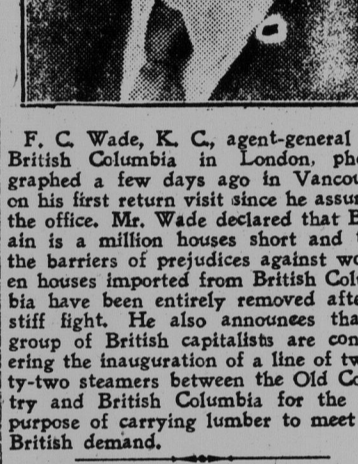 F. C. Wade, K. C., agent-general
British Columbia in London, pho
graphed a few days ago in Vancou
on his first return visit since he assu
the office. Mr. Wade declared that B
ain is a million houses short and
the barriers of prejudices against wo
en houses imported from British Col
bia have been entirely removed afte
stiff fight. He also announces tha
group of British capitalists are con
ering the inauguration of a line of tw
ty-two steamers between the Old Co
try and British Columbia for the
purpose of carrying lumber to meet
British demand.